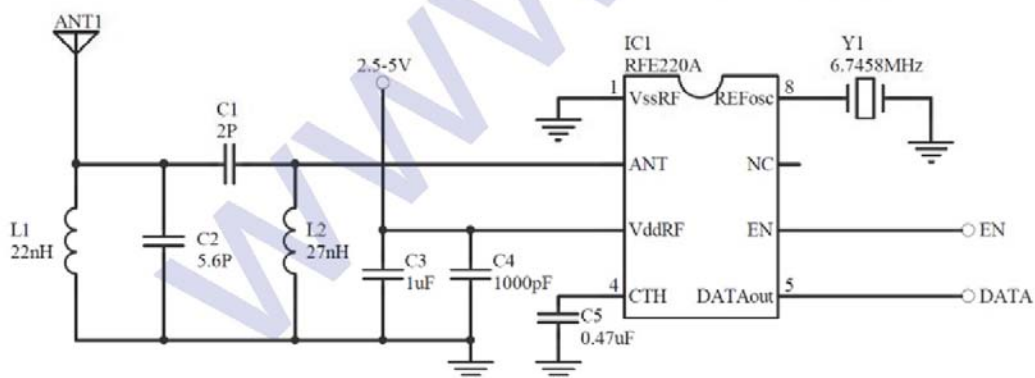 ANT1
C1
2P
2.5-5V
IC1
RFE220A
Y1
6.7458MHz
1
VssRF
REFosc
8
ANT
NC
L1
22nH
C2
5.6P
L2
27nH
VddRF
EN
EN
C3
1uF
C4
1000pF
4
CTH
DATAout
5
DATA
C5
0.47uF
www